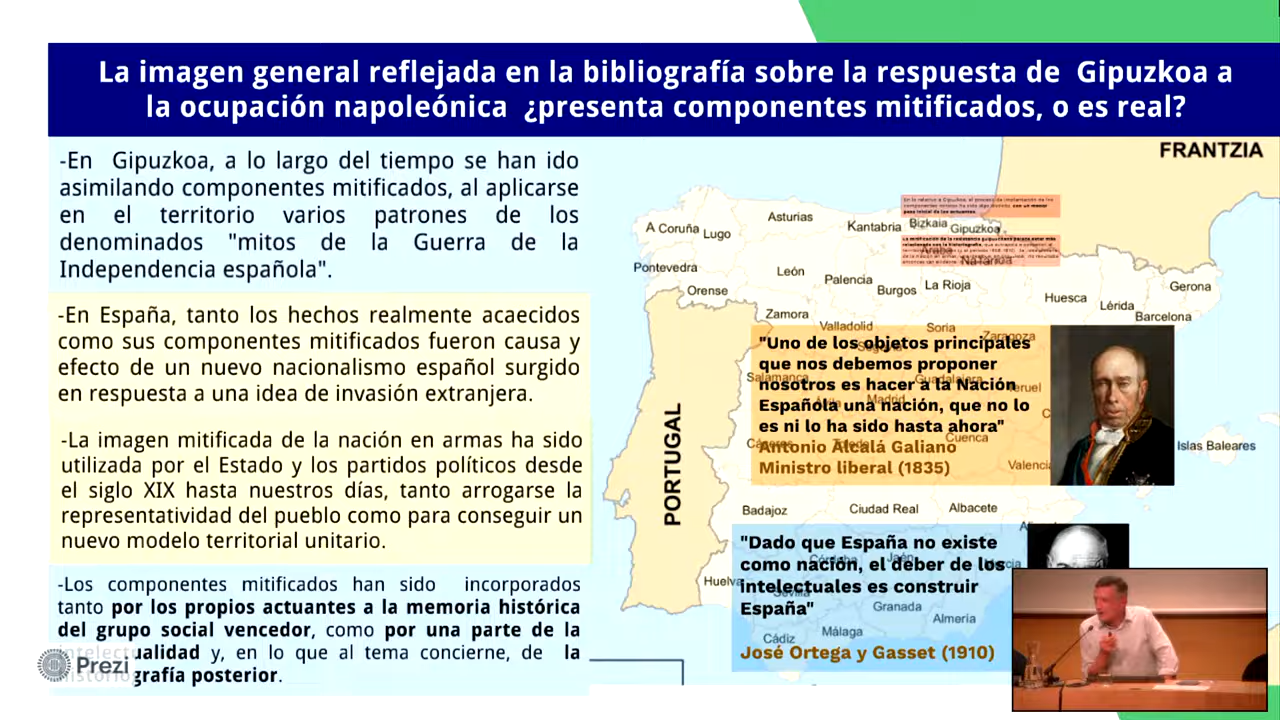 La imagen general reflejada en la bibliografía sobre la respuesta de Gipuzkoa a
la ocupación napoleónica ¿presenta componentes mitificados, o es real?
-En Gipuzkoa, a lo largo del tiempo se han ido
asimilando componentes mitificados, al aplicarse
en el territorio varios patrones de los
denominados "mitos de la Guerra de la
Independencia española".
-En España, tanto los hechos realmente acaecidos
como sus componentes mitificados fueron causa y
efecto de un nuevo nacionalismo español surgido
en respuesta a una idea de invasión extranjera.
-La imagen mitificada de la nación en armas ha sido
utilizada por el Estado y los partidos políticos desde
el siglo XIX hasta nuestros días, tanto arrogarse la
representatividad del pueblo como para conseguir un
nuevo modelo territorial unitario.
-Los componentes mitificados han sido incorporados
tanto por los propios actuantes a la memoria histórica
del grupo social vencedor, como por una parte de la
intelectualidad y, en lo que al tema concierne, de la
historiografía posterior.
Prezi
FRANTZIA
Asturias
A Coruña
Lugo
Kantabria
Bizkaia
Gipuzkoa
Araba
Nafarroa
Pontevedra
Orense
León
Palencia
Burgos
La Rioja
Huesca
Lérida
Gerona
Barcelona
Zamora
Valladolid
Soria
Zaragoza
"Uno de los objetos principales
que nos debemos proponer
nosotros es hacer a la Nación
Española una nación, que no lo
es ni lo ha sido hasta ahora"
Antonio Alcalá Galiano
Ministro liberal (1835)
Salamanca
Guadalajara
Teruel
Ávila
Madrid
Cáceres
Toledo
Cuenca
Valencia
Islas Baleares
PORTUGAL
Badajoz
Ciudad Real
Albacete
"Dado que España no existe
como nación, el deber de los
intelectuales es construir
España"
José Ortega y Gasset (1910)
Córdoba
Jaén
Huelva
Sevilla
Granada
Almería
Málaga
Cádiz